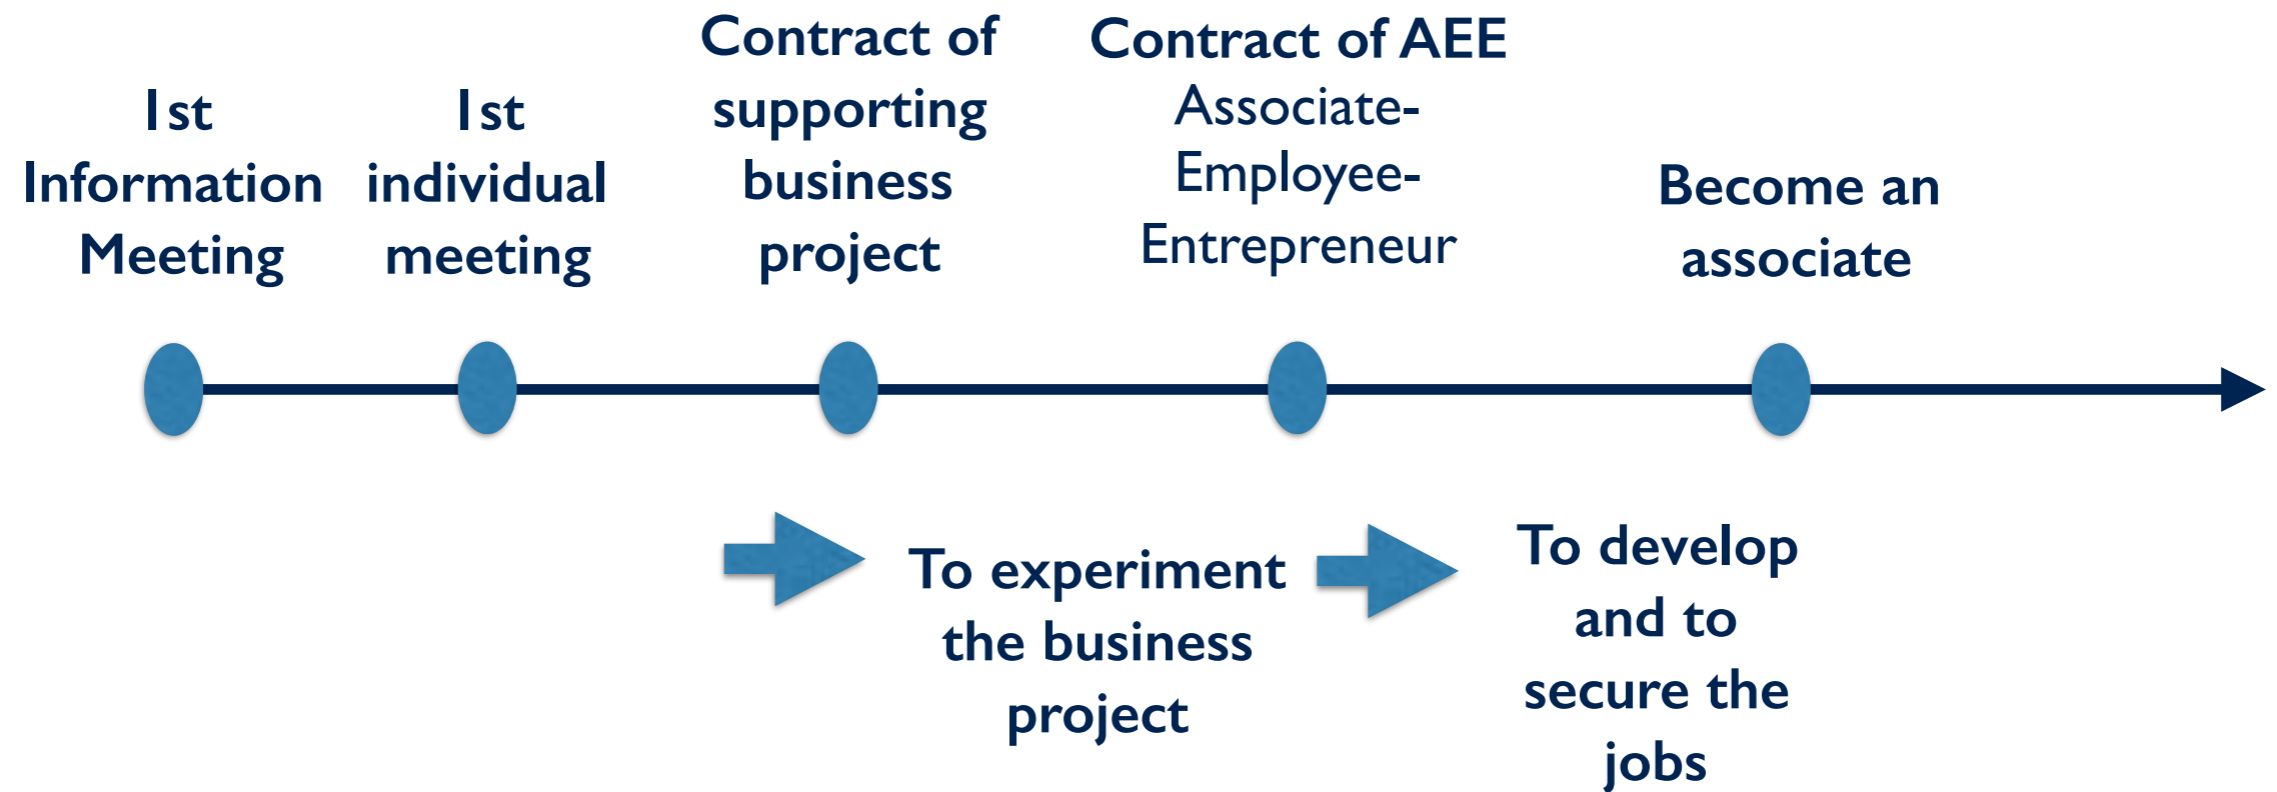 1st
Information
Meeting
1st
individual
meeting
Contract of
supporting
business
project
Contract of AEE
Associate-
Employee-
Entrepreneur
Become an
associate
To experiment
the business
project
To develop
and to
secure the
jobs